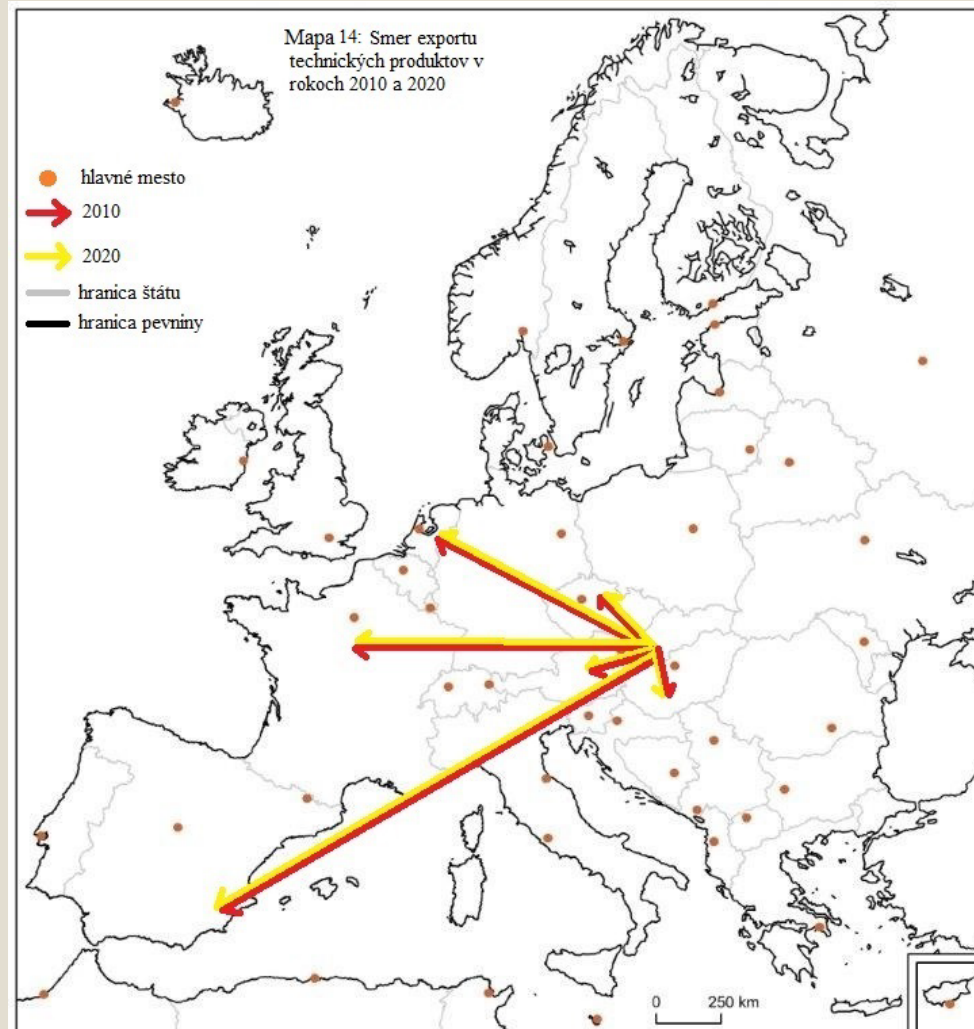 Mapa 14: Smer exportu
technických produktov v
rokoch 2010 a 2020
hlavné mesto
2010
2020
hranica štátu
hranica pevniny
0 250 km